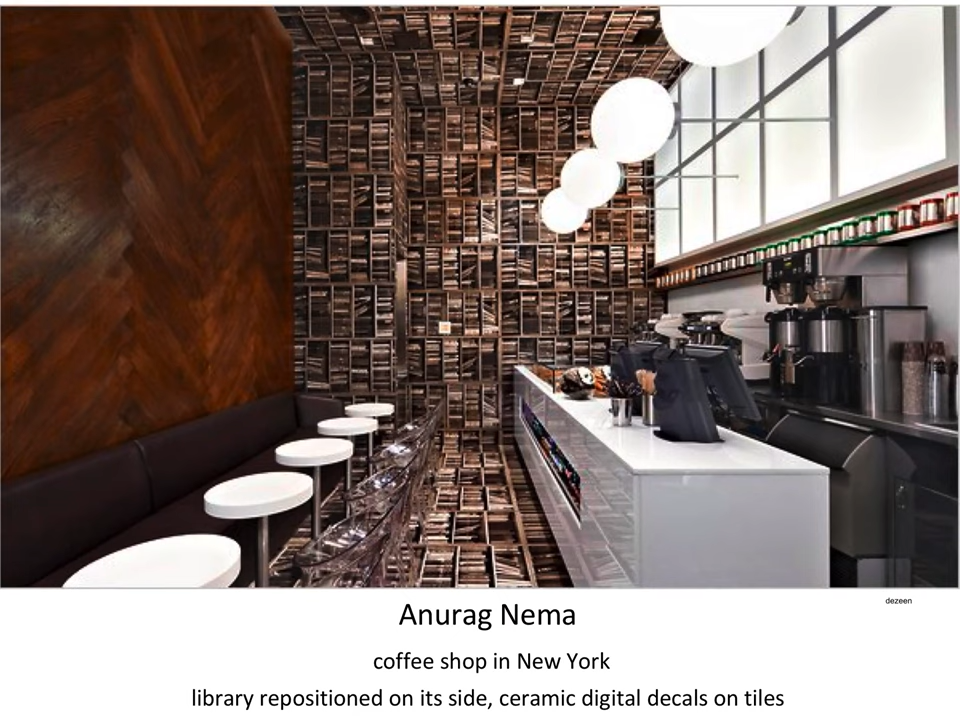 dezeen
Anurag Nema
coffee shop in New York
library repositioned on its side, ceramic digital decals on tiles